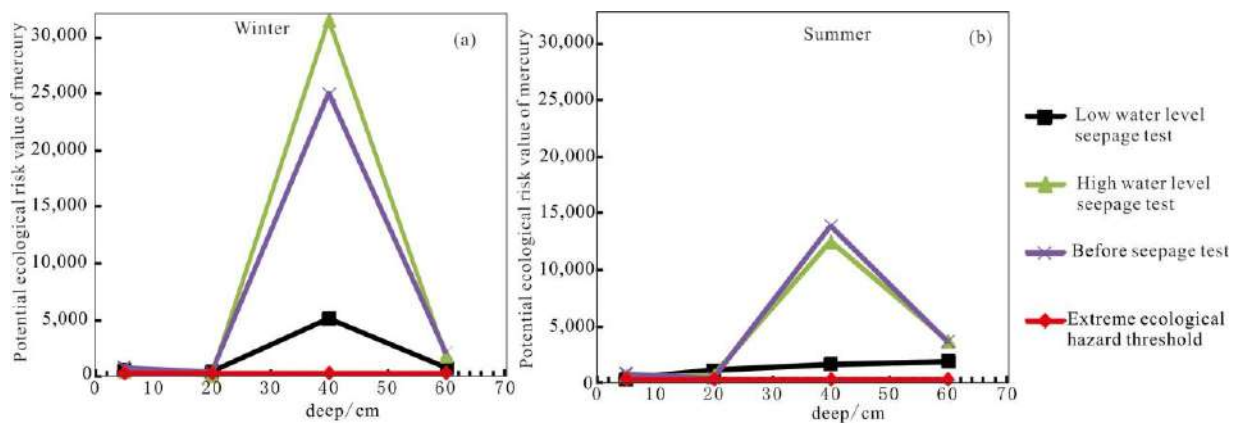 Potential ecological risk value of mercury
30,000
25,000
20,000
15,000
10,000
5,000
0
Winter
(a)
0 10 20 30 40 50 60 70
deep/cm
Potential ecological risk value of mercury
30,000
25,000
20,000
15,000
10,000
5,000
0
Summer
(b)
0 10 20 30 40 50 60 70
deep/cm
Low water level
seepage test
High water level
seepage test
Before seepage test
Extreme ecological
hazard threshold